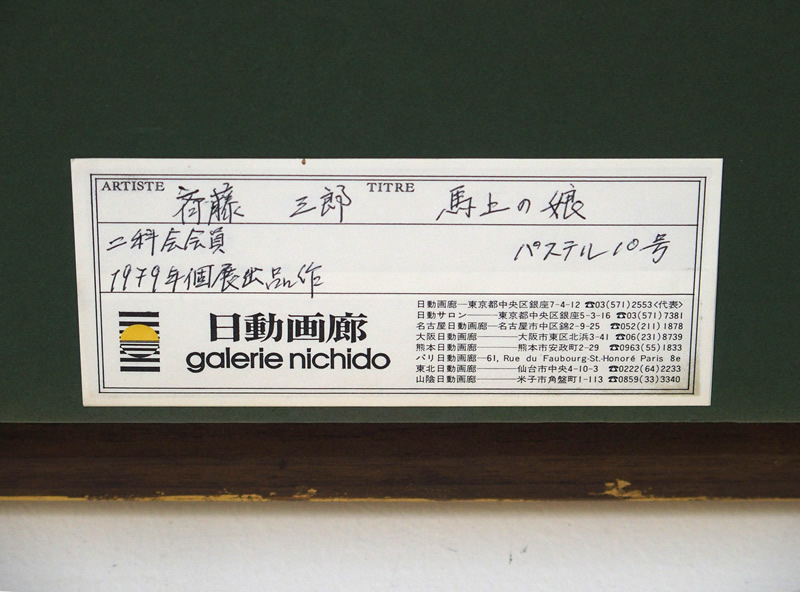 ARTISTE 斉藤 三郎 TITRE 馬上の娘
二科会会員 パステル10号
1979年個展出品作
日動画廊
galerie nichido
日動画廊―東京都中央区銀座7-4-12 ☎03(571)2553<代表>
日動サロン―東京都中央区銀座5-3-16 ☎03(571)7381
名古屋日動画廊―名古屋市中区錦2-9-25 ☎052(211)1878
大阪日動画廊―大阪市東区北浜3-41 ☎06(231)8739
熊本日動画廊―熊本市安政町2-29 ☎0963(55)1833
パリ日動画廊―61, Rue du Faubourg-St-Honoré Paris 8e
東北日動画廊―仙台市中央4-10-3 ☎0222(64)2233
山陰日動画廊―米子市角盤町1-113 ☎0859(33)3340